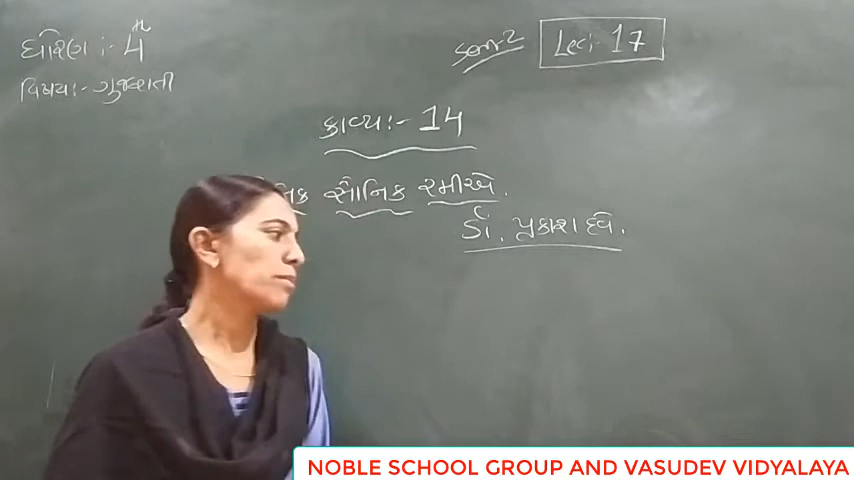 ધોરણ :- 4th
Sem-2
Lec:- 17
વિષય:- ગુજરાતી
કાવ્ય:- 14
સૈનિક રમીએ.
ડૉ. પ્રકાશ દવે.
NOBLE SCHOOL GROUP AND VASUDEV VIDYALAYA